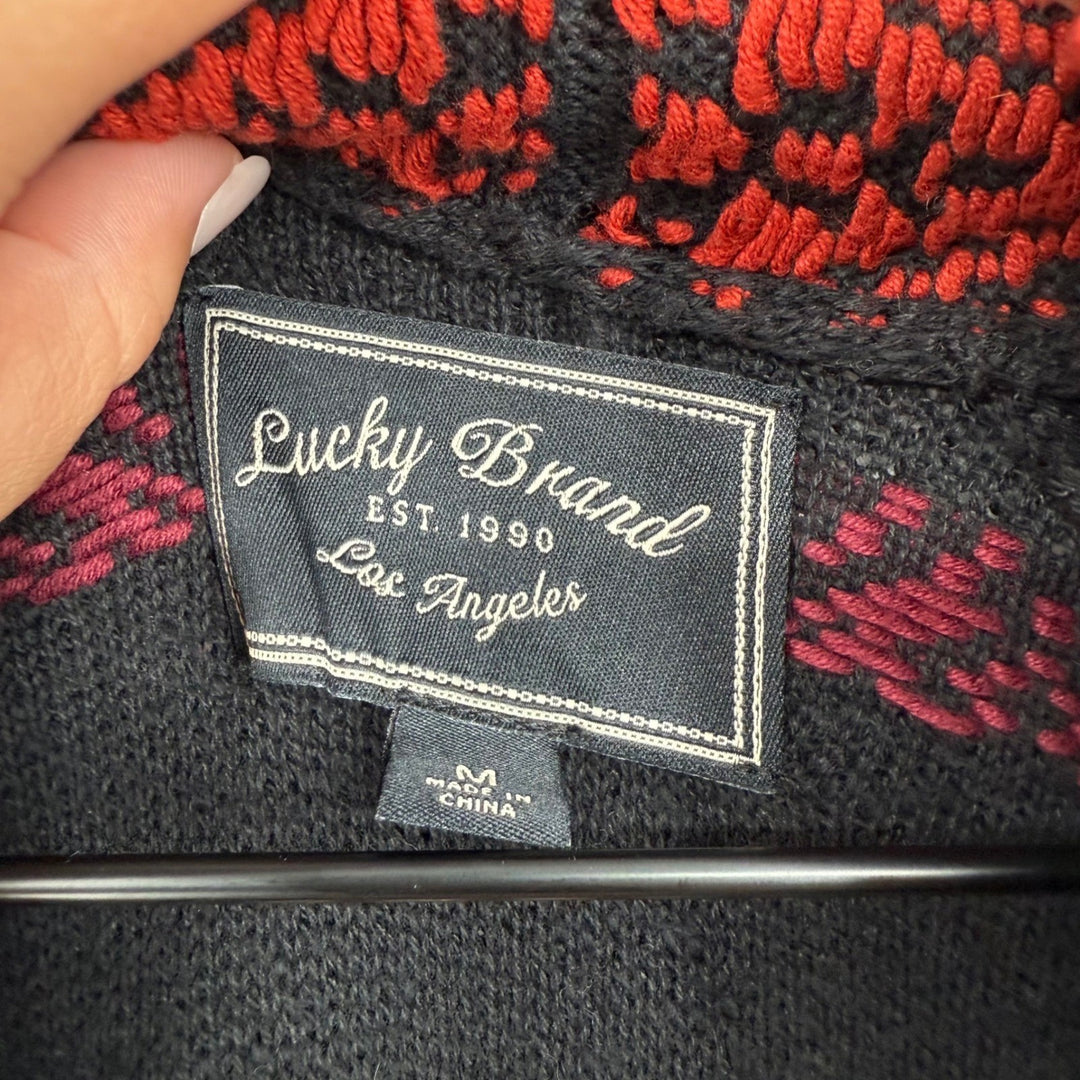 Lucky Brand
EST. 1990
Los Angeles
M
MADE IN
CHINA